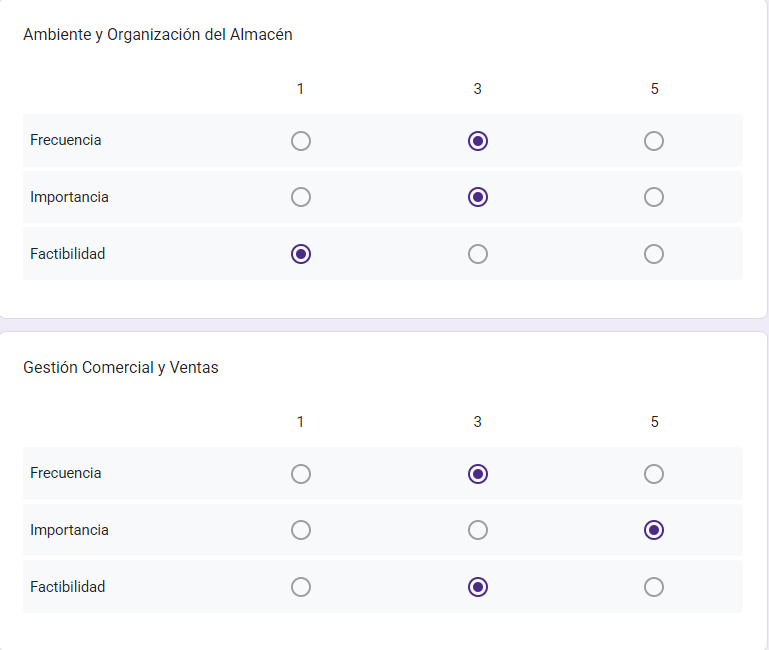 Ambiente y Organización del Almacén
1 3 5
Frecuencia
Importancia
Factibilidad
Gestión Comercial y Ventas
1 3 5
Frecuencia
Importancia
Factibilidad